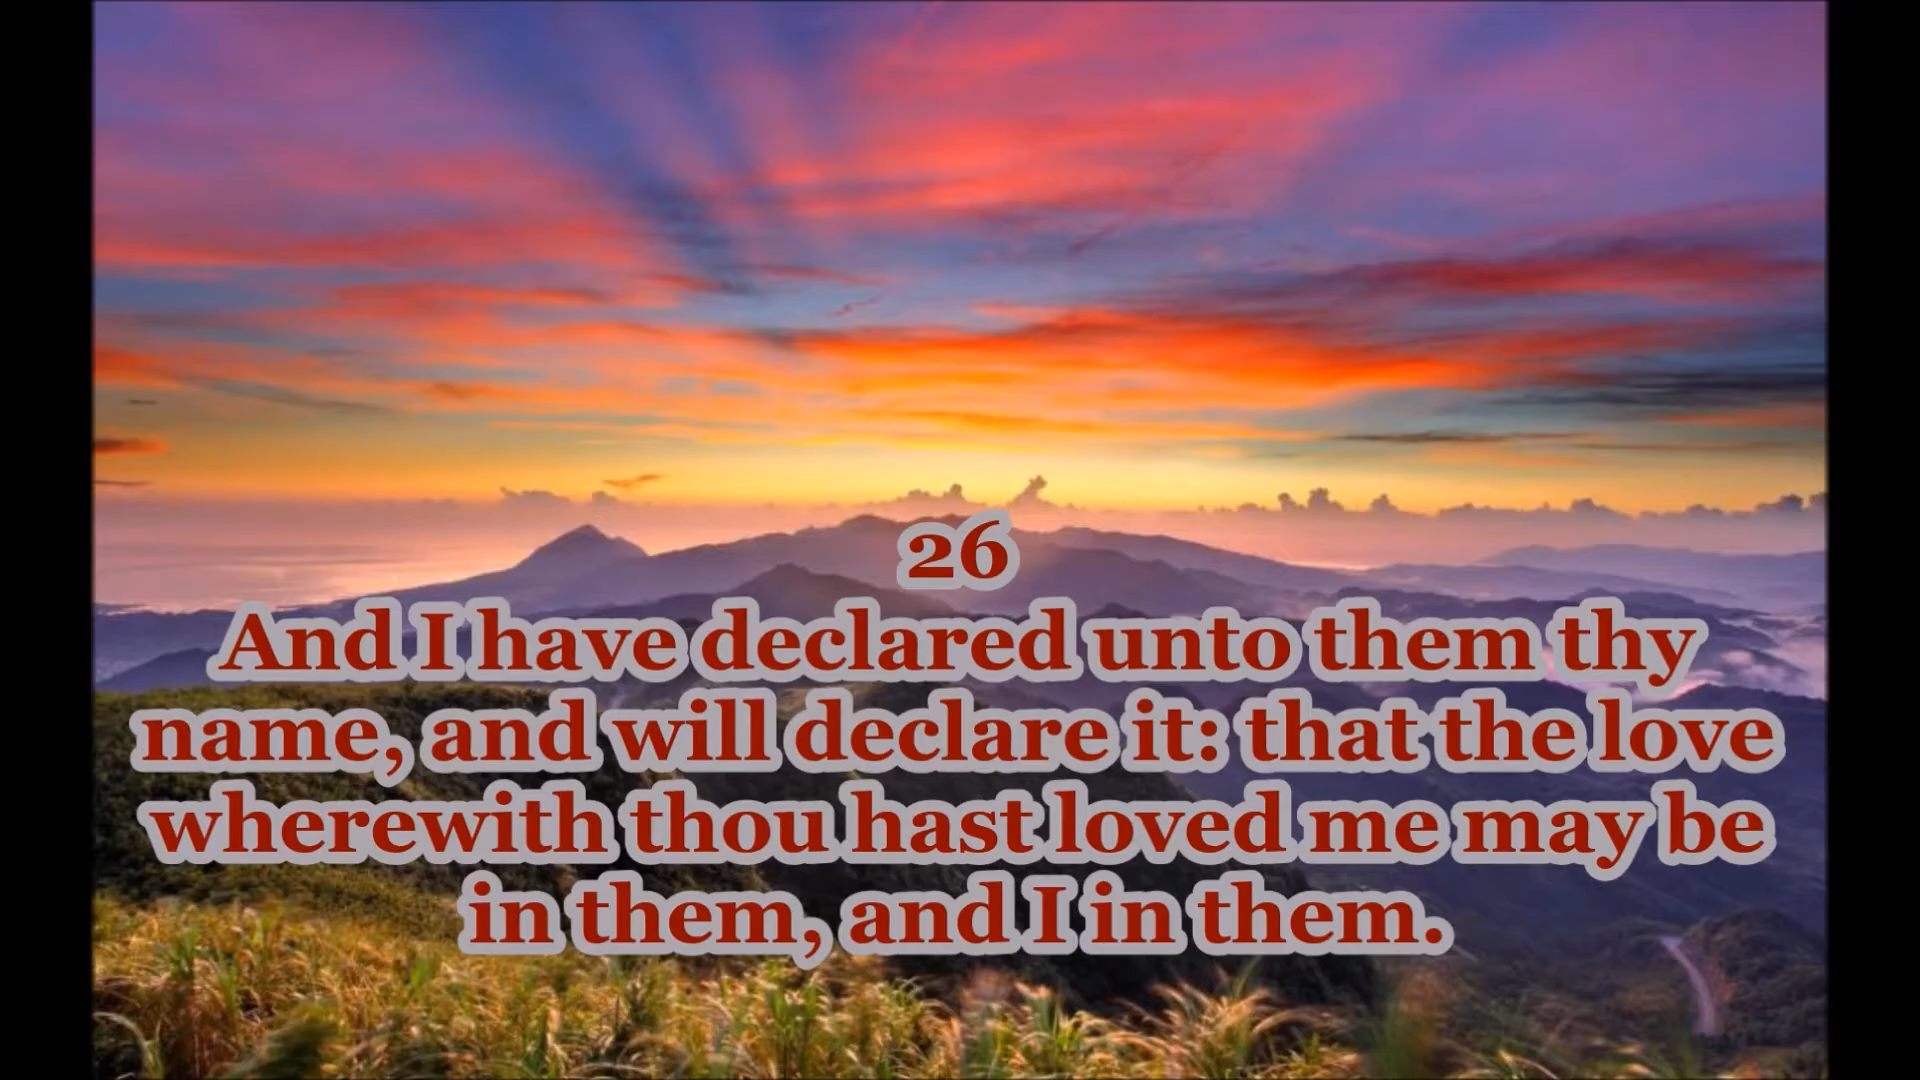 26
And I have declared unto them thy
name, and will declare it: that the love
wherewith thou hast loved me may be
in them, and I in them.